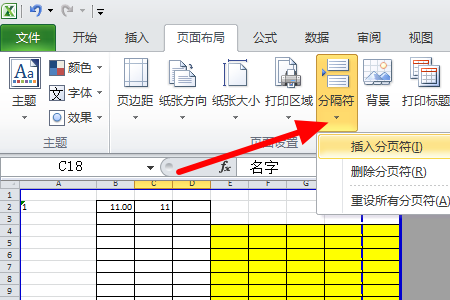 文件 开始 插入 页面布局 公式 数据 审阅 视图
Aa 颜色
字体
效果
主题 页边距 纸张方向 纸张大小 打印区域 分隔符 背景 打印标题
主题 页面设置
插入分页符(I)
删除分页符(R)
重设所有分页符(A)
C18 fx 名字
A B C D E F G
1
2 1 11.00 11
3
4
5
6
7
8
9